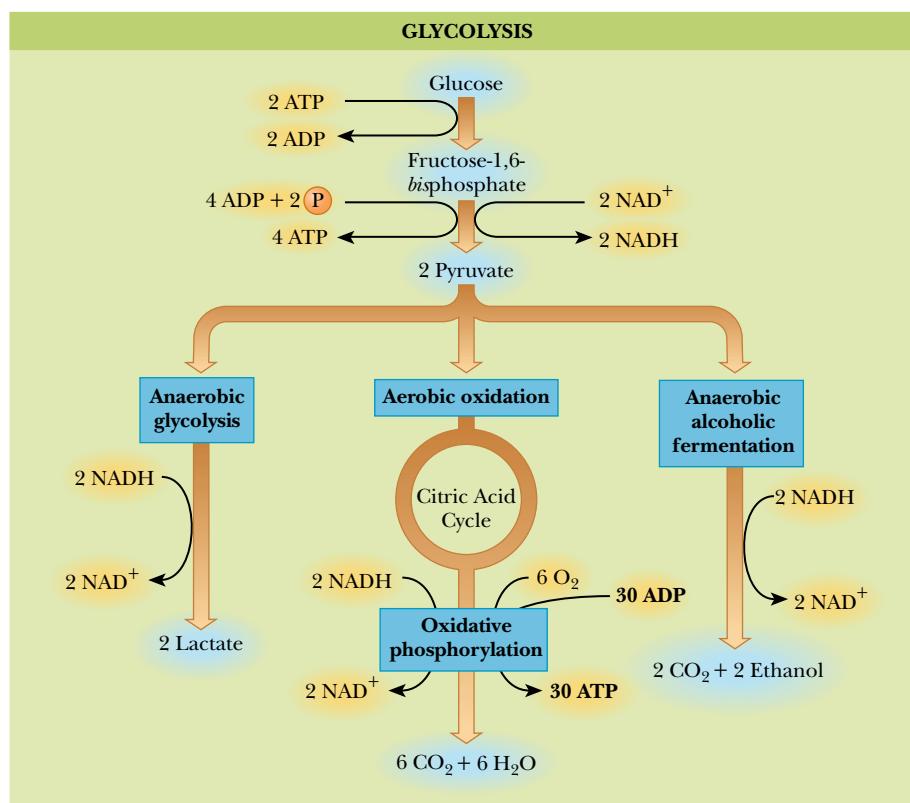 GLYCOLYSIS
Glucose
2 ATP
2 ADP
Fructose-1,6-
bisphosphate
4 ADP + 2 P
4 ATP
2 NAD⁺
2 NADH
2 Pyruvate
Anaerobic
glycolysis
Aerobic oxidation
Anaerobic
alcoholic
fermentation
2 NADH
2 NAD⁺
2 Lactate
Citric Acid
Cycle
2 NADH
6 O₂
30 ADP
Oxidative
phosphorylation
2 NAD⁺
30 ATP
6 CO₂ + 6 H₂O
2 NADH
2 NAD⁺
2 CO₂ + 2 Ethanol